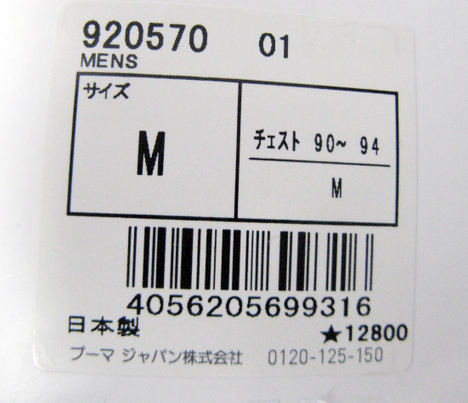 920570 01
MENS
サイズ
M
チェスト 90~ 94
M
4056205699316
日本製
★12800
プーマ ジャパン株式会社 0120-125-150